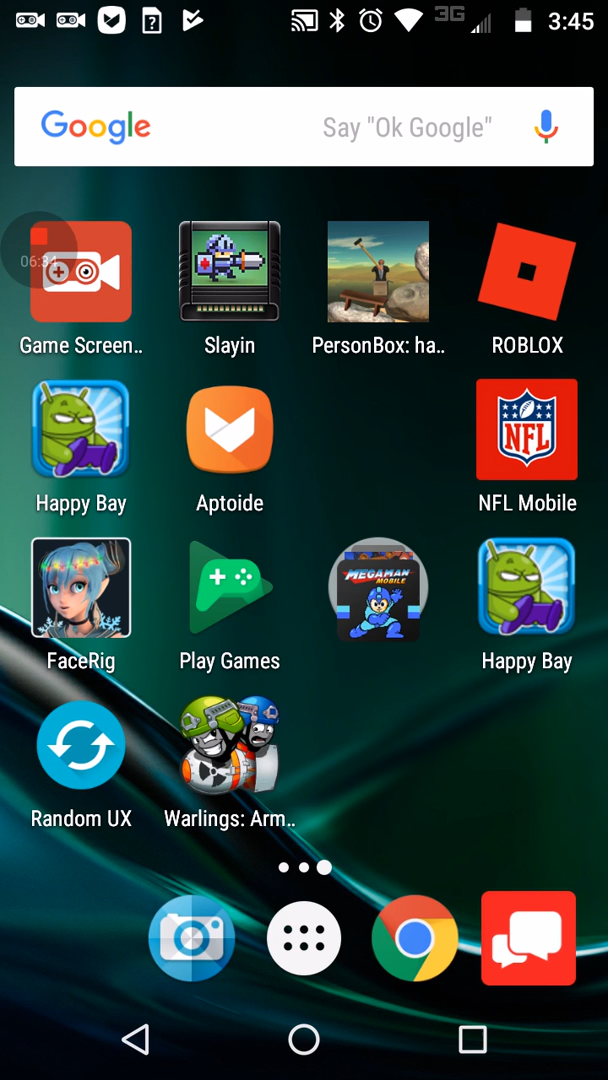 3G
3:45
Google
Say "Ok Google"
06:34
Game Screen..
Slayin
PersonBox: ha..
ROBLOX
Happy Bay
Aptoide
NFL
NFL Mobile
MEGAMAN
MOBILE
FaceRig
Play Games
Happy Bay
Random UX
Warlings: Arm..